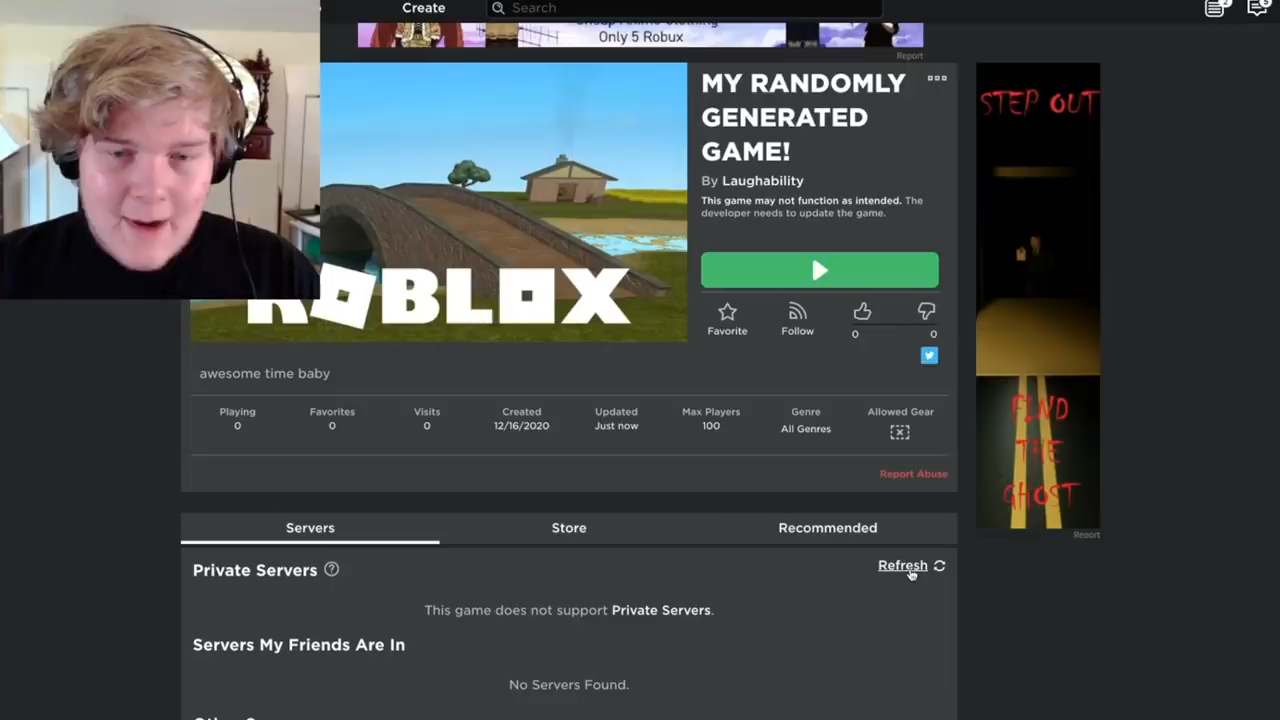 Create
Search
Only 5 Robux
Report
MY RANDOMLY
GENERATED
GAME!
By Laughability
This game may not function as intended. The
developer needs to update the game.
ROBLOX
Favorite
Follow
0
0
awesome time baby
Playing
0
Favorites
0
Visits
0
Created
12/16/2020
Updated
Just now
Max Players
100
Genre
All Genres
Allowed Gear
Report Abuse
STEP OUT
FIND
THE
GHOST
Report
Servers
Store
Recommended
Private Servers
Refresh
This game does not support Private Servers.
Servers My Friends Are In
No Servers Found.